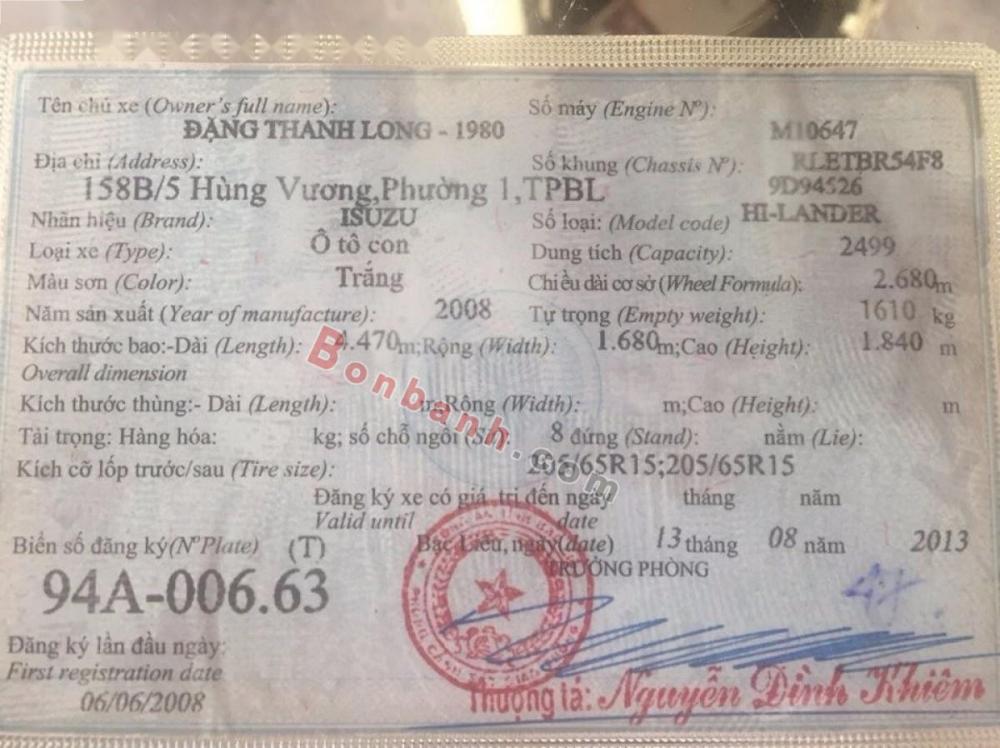 Tên chủ xe (Owner's full name): Số máy (Engine Nº):
ĐẶNG THANH LONG - 1980 M10647
Địa chỉ (Address): Số khung (Chassis Nº): RLETBR54F8
158B/5 Hùng Vương,Phường 1,TPBL 9D94526
Nhãn hiệu (Brand): ISUZU Số loại: (Model code) HI-LANDER
Loại xe (Type): Ô tô con Dung tích (Capacity): 2499
Màu sơn (Color): Trắng Chiều dài cơ sở (Wheel Formula): 2.680m
Năm sản xuất (Year of manufacture): 2008 Tự trọng (Empty weight): 1610 kg
Kích thước bao:-Dài (Length): 4.470m;Rộng (Width): 1.680m;Cao (Height): 1.840 m
Overall dimension
Kích thước thùng:- Dài (Length): m;Rộng (Width): m;Cao (Height): m
Tải trọng: Hàng hóa: kg; số chỗ ngồi (Sit): 8 đứng (Stand): nằm (Lie):
Kích cỡ lốp trước/sau (Tire size): 205/65R15;205/65R15
Bonbanh.com
Đăng ký xe có giá trị đến ngày tháng năm
Valid until date
Biển số đăng ký(NºPlate) (T) Bạc Liêu, ngày(date) 13 tháng 08 năm 2013
94A-006.63 TRƯỞNG PHÒNG
Đăng ký lần đầu ngày:
First registration date
06/06/2008
Thượng tá: Nguyễn Đình Khiêm